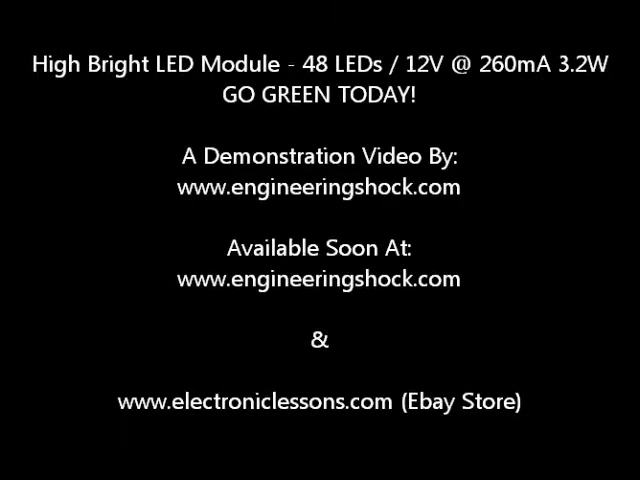 High Bright LED Module - 48 LEDs / 12V @ 260mA 3.2W
GO GREEN TODAY!
A Demonstration Video By:
www.engineeringshock.com
Available Soon At:
www.engineeringshock.com
&
www.electroniclessons.com (Ebay Store)